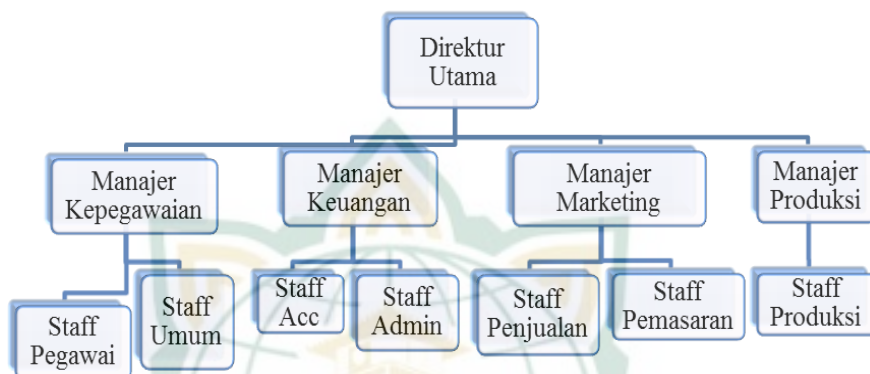 Direktur
Utama
Manajer
Kepegawaian
Manajer
Keuangan
Manajer
Marketing
Manajer
Produksi
Staff
Pegawai
Staff
Umum
Staff
Acc
Staff
Admin
Staff
Penjualan
Staff
Pemasaran
Staff
Produksi